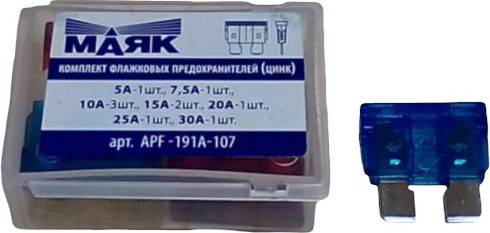 МАЯК
КОМПЛЕКТ ФЛАЖКОВЫХ ПРЕДОХРАНИТЕЛЕЙ (ЦИНК)
5А-1шт., 7,5А-1шт.,
10А-3шт., 15А-2шт., 20А-1шт.,
25А-1шт., 30А-1шт.
арт. APF -191A-107